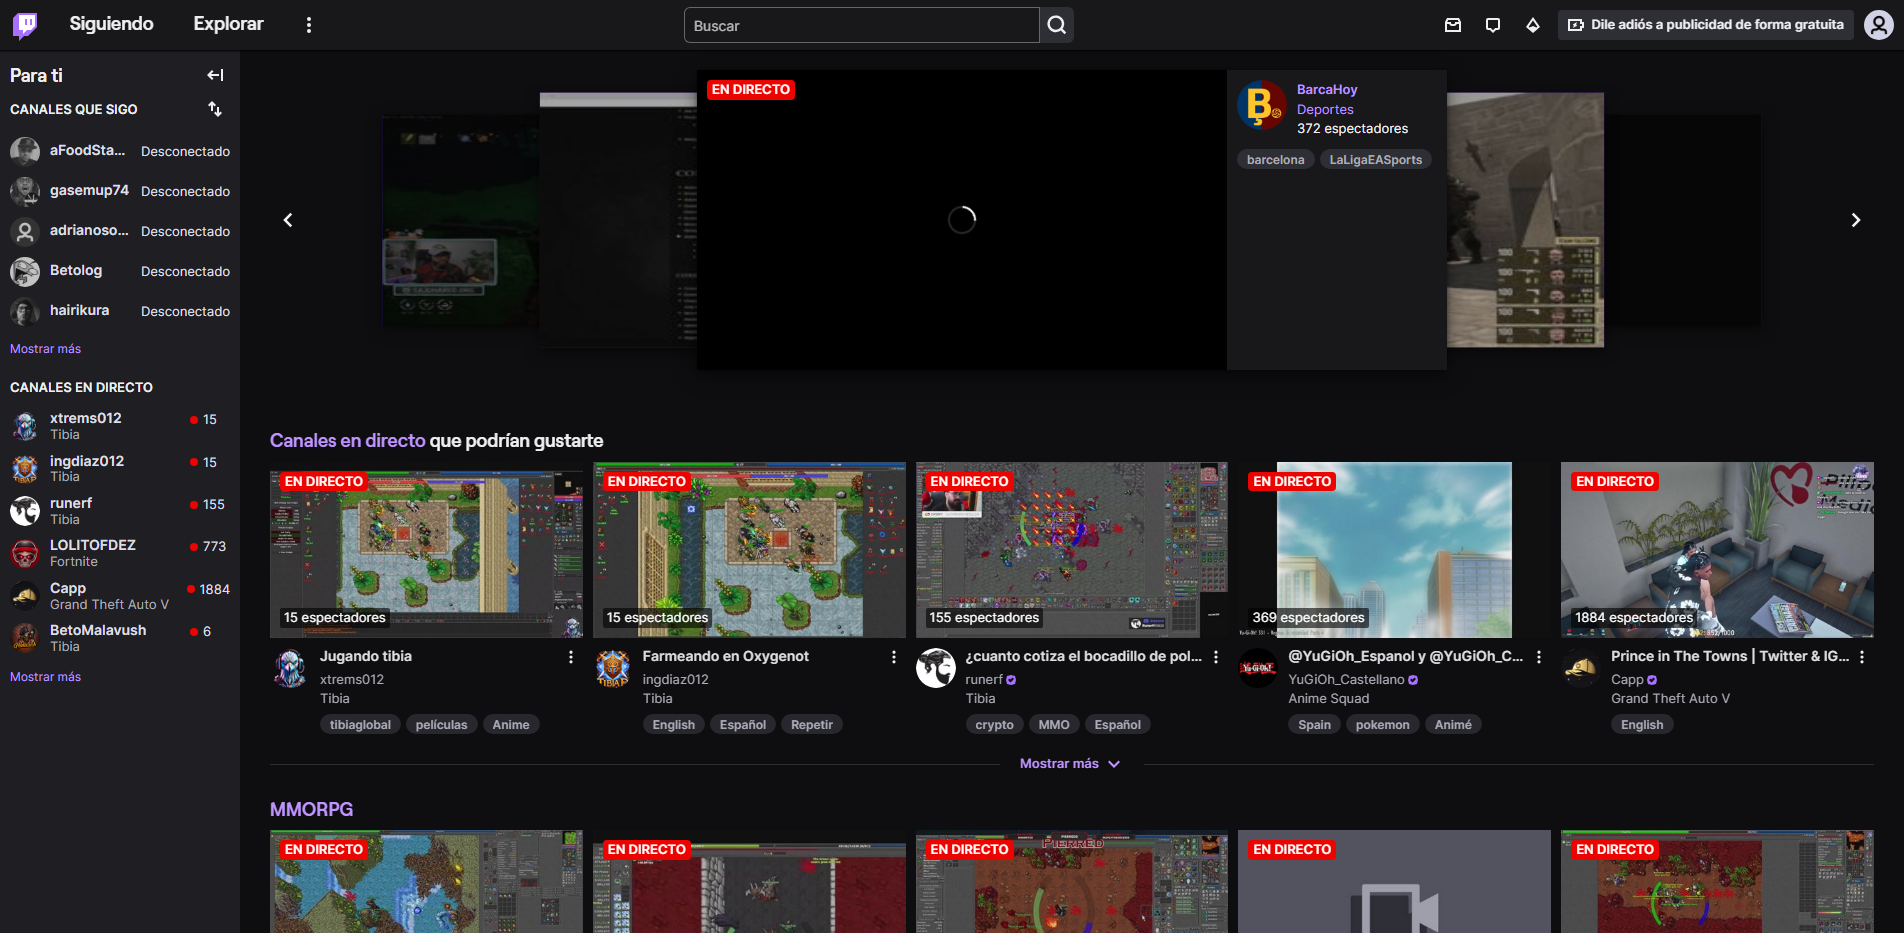 Siguiendo
Explorar
Buscar
Dile adiós a publicidad de forma gratuita
Para ti
CANALES QUE SIGO
aFoodSta... Desconectado
gasemup74 Desconectado
adrianoso... Desconectado
Betolog Desconectado
hairikura Desconectado
Mostrar más
CANALES EN DIRECTO
xtrems012 15
Tibia
ingdiaz012 15
Tibia
runerf 155
Tibia
LOLITOFDEZ 773
Fortnite
Capp 1884
Grand Theft Auto V
BetoMalavush 6
Tibia
Mostrar más
EN DIRECTO
BarcaHoy
Deportes
372 espectadores
barcelona LaLigaEASports
Canales en directo que podrían gustarte
EN DIRECTO
15 espectadores
Jugando tibia
xtrems012
Tibia
tibiaglobal películas Anime
EN DIRECTO
15 espectadores
Farmeando en Oxygenot
ingdiaz012
Tibia
English Español Repetir
EN DIRECTO
155 espectadores
¿cuanto cotiza el bocadillo de pol...
runerf
Tibia
crypto MMO Español
EN DIRECTO
369 espectadores
@YuGiOh_Espanol y @YuGiOh_C...
YuGiOh_Castellano
Anime Squad
Spain pokemon Animé
EN DIRECTO
1884 espectadores
Prince in The Towns | Twitter & IG...
Capp
Grand Theft Auto V
English
Mostrar más
MMORPG
EN DIRECTO
EN DIRECTO
EN DIRECTO
PIERRED
EN DIRECTO
EN DIRECTO